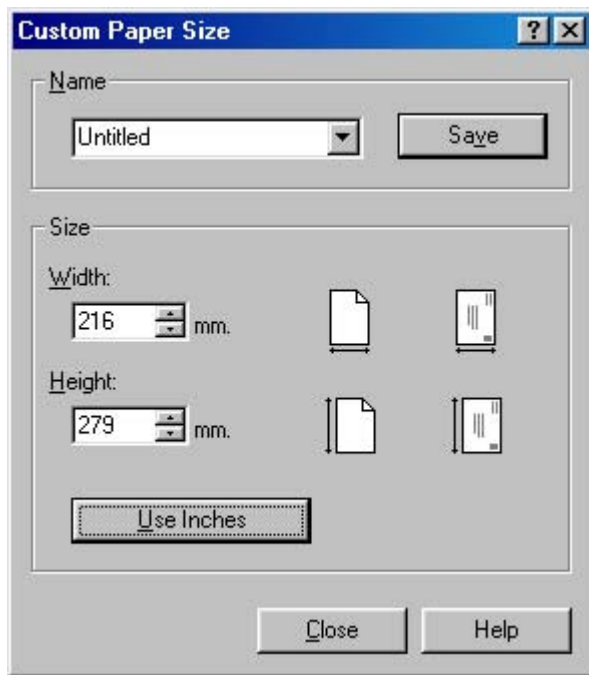 Custom Paper Size
Name
Untitled
Save
Size
Width:
216 mm.
Height:
279 mm.
Use Inches
Close Help